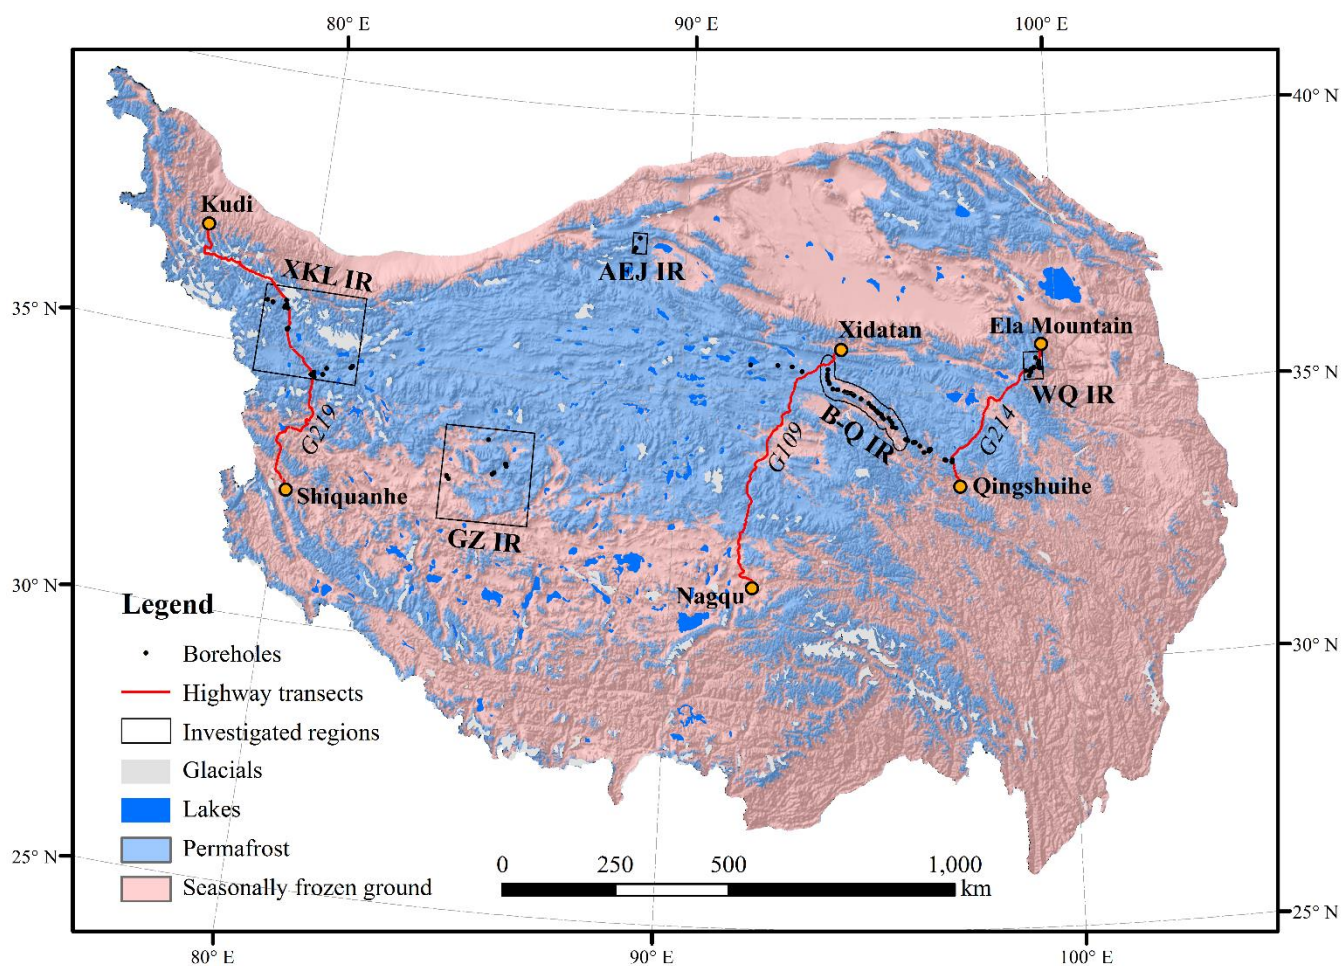 80° E
90° E
100° E
40° N
Kudi
XKL IR
AEJ IR
35° N
Xidatan
Ela Mountain
35° N
WQ IR
B-Q IR
G219
G109
G214
Shiquanhe
Qingshuihe
GZ IR
30° N
Nagqu
Legend
30° N
Boreholes
Highway transects
Investigated regions
Glacials
Lakes
Permafrost
25° N
0 250 500 1,000
km
Seasonally frozen ground
25° N
80° E
90° E
100° E